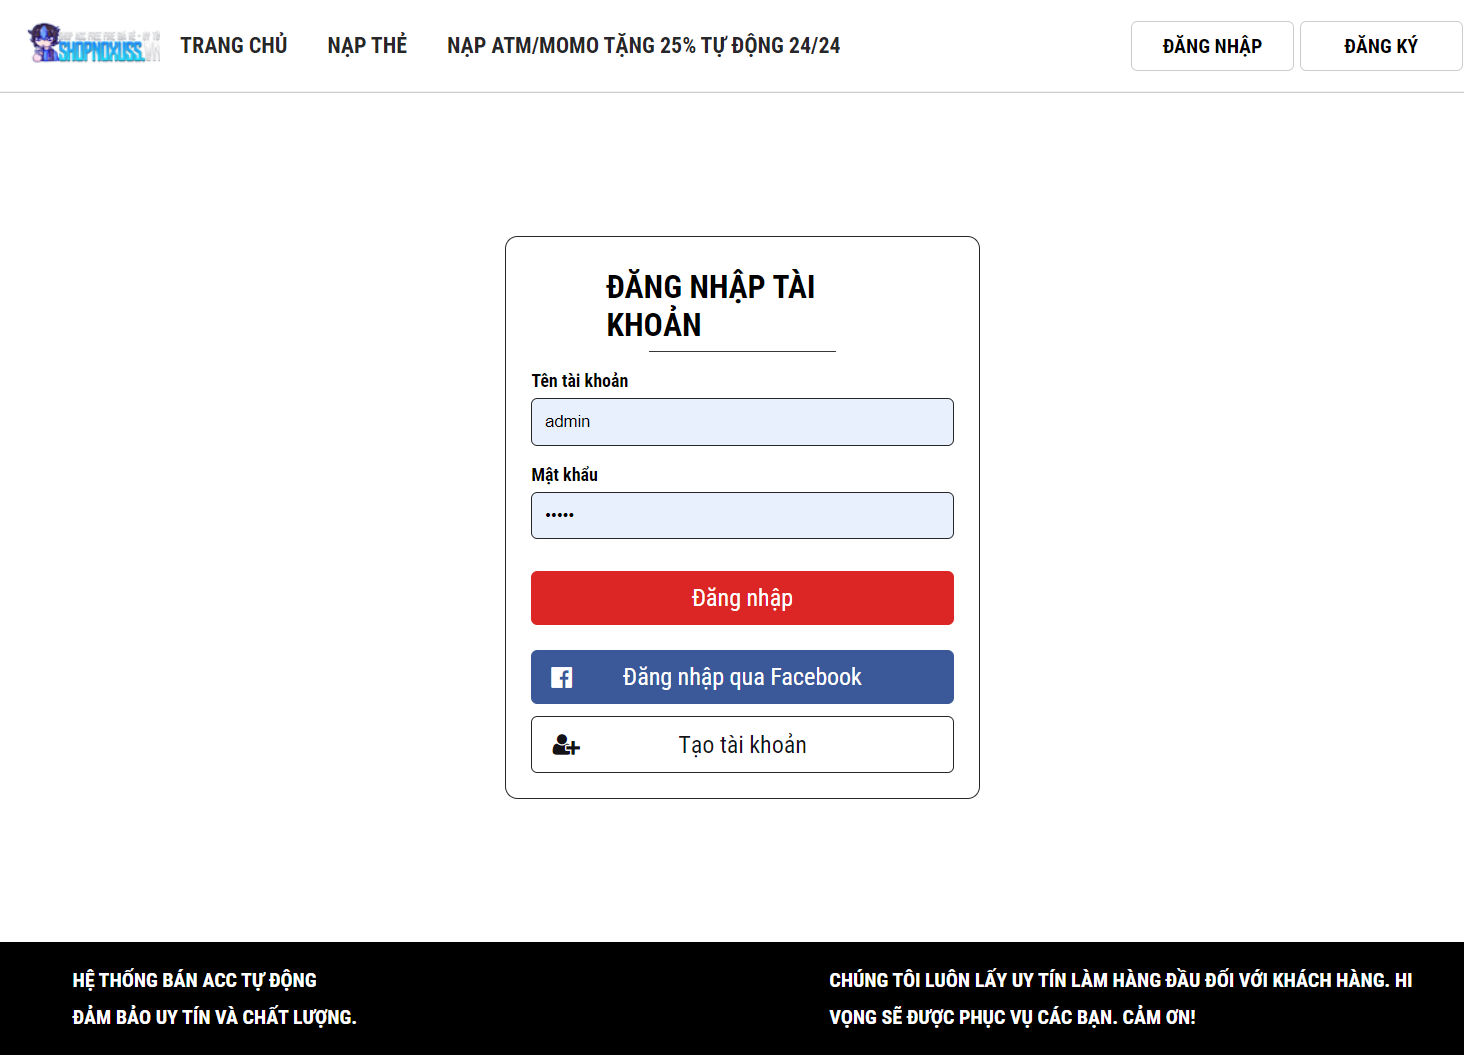 SHOPNOXUSS.VN
TRANG CHỦ
NẠP THẺ
NẠP ATM/MOMO TẶNG 25% TỰ ĐỘNG 24/24
ĐĂNG NHẬP
ĐĂNG KÝ
ĐĂNG NHẬP TÀI
KHOẢN
Tên tài khoản
admin
Mật khẩu
•••••
Đăng nhập
Đăng nhập qua Facebook
Tạo tài khoản
HỆ THỐNG BÁN ACC TỰ ĐỘNG
ĐẢM BẢO UY TÍN VÀ CHẤT LƯỢNG.
CHÚNG TÔI LUÔN LẤY UY TÍN LÀM HÀNG ĐẦU ĐỐI VỚI KHÁCH HÀNG. HI
VỌNG SẼ ĐƯỢC PHỤC VỤ CÁC BẠN. CẢM ƠN!